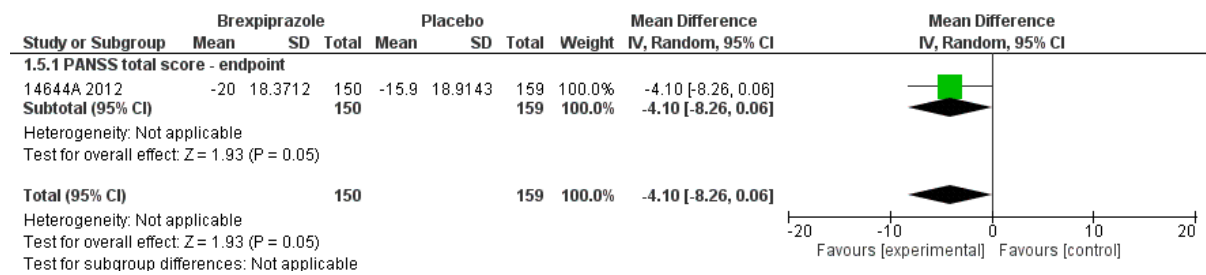 Brexpiprazole Placebo Mean Difference Mean Difference
Study or Subgroup Mean SD Total Mean SD Total Weight IV, Random, 95% CI IV, Random, 95% CI
1.5.1 PANSS total score - endpoint
14644A 2012 -20 18.3712 150 -15.9 18.9143 159 100.0% -4.10 [-8.26, 0.06]
Subtotal (95% CI) 150 159 100.0% -4.10 [-8.26, 0.06]
Heterogeneity: Not applicable
Test for overall effect: Z = 1.93 (P = 0.05)
Total (95% CI) 150 159 100.0% -4.10 [-8.26, 0.06]
Heterogeneity: Not applicable
Test for overall effect: Z = 1.93 (P = 0.05)
Test for subgroup differences: Not applicable
-20 -10 0 10 20
Favours [experimental] Favours [control]